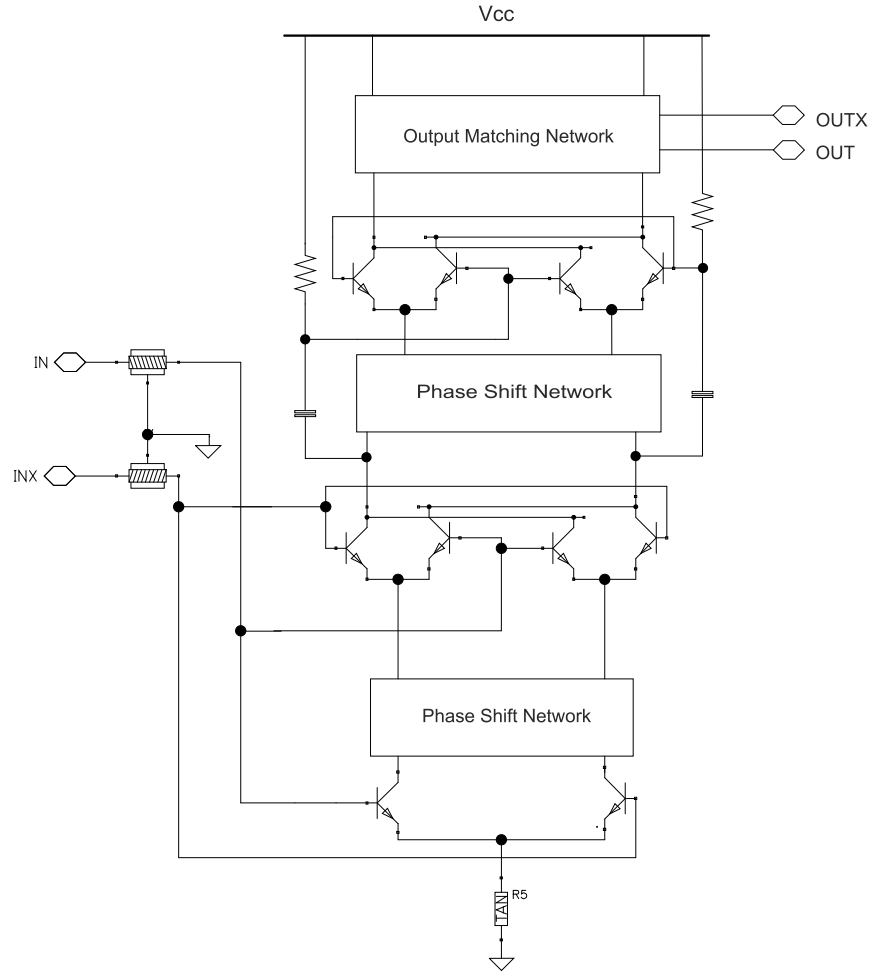 Vcc
OUTX
Output Matching Network
OUT
IN
Phase Shift Network
INX
Phase Shift Network
R5
TAN